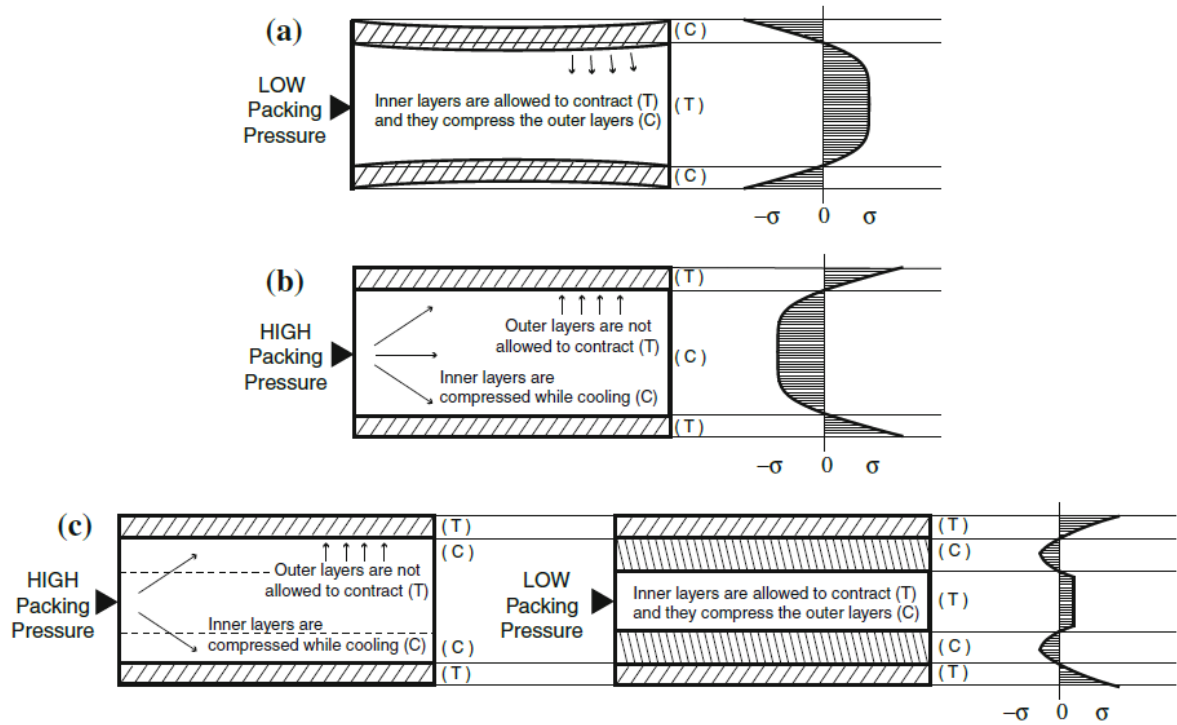 (a)
LOW
Packing
Pressure
Inner layers are allowed to contract (T)
and they compress the outer layers (C)
(C)
(T)
(C)
−σ 0 σ
(b)
HIGH
Packing
Pressure
Outer layers are not
allowed to contract (T)
Inner layers are
compressed while cooling (C)
(T)
(C)
(T)
−σ 0 σ
(c)
HIGH
Packing
Pressure
Outer layers are not
allowed to contract (T)
Inner layers are
compressed while cooling (C)
(T)
(C)
(C)
(T)
LOW
Packing
Pressure
Inner layers are allowed to contract (T)
and they compress the outer layers (C)
(T)
(C)
(T)
(C)
(T)
−σ 0 σ